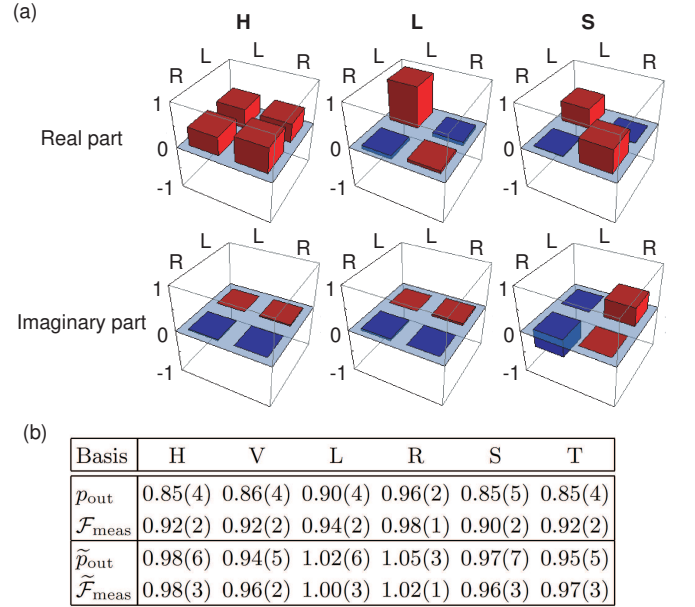 (a)
H L S
R L L R R L L R R L L R
1 1 1
Real part
0 0 0
-1 -1 -1
R L L R R L L R R L L R
1 1 1
Imaginary part
0 0 0
-1 -1 -1
(b)
Basis H V L R S T
p_out 0.85(4) 0.86(4) 0.90(4) 0.96(2) 0.85(5) 0.85(4)
ℱ_meas 0.92(2) 0.92(2) 0.94(2) 0.98(1) 0.90(2) 0.92(2)
p̃_out 0.98(6) 0.94(5) 1.02(6) 1.05(3) 0.97(7) 0.95(5)
ℱ̃_meas 0.98(3) 0.96(2) 1.00(3) 1.02(1) 0.96(3) 0.97(3)